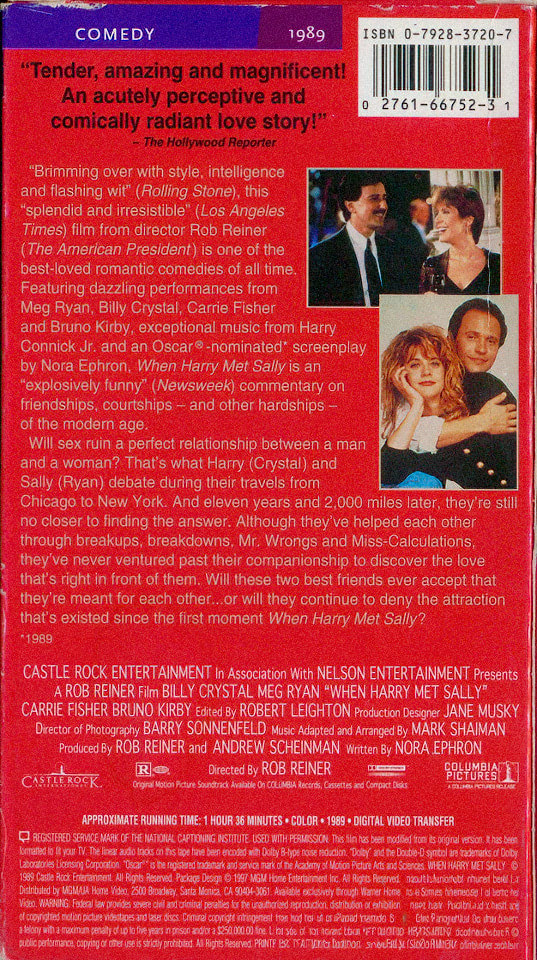 COMEDY
1989
ISBN 0-7928-3720-7
0 27616-6752-3 1
“Tender, amazing and magnificent!
An acutely perceptive and
comically radiant love story!”
– The Hollywood Reporter
“Brimming over with style, intelligence
and flashing wit” (Rolling Stone), this
“splendid and irresistible” (Los Angeles
Times) film from director Rob Reiner
(The American President) is one of the
best-loved romantic comedies of all time.
Featuring dazzling performances from
Meg Ryan, Billy Crystal, Carrie Fisher
and Bruno Kirby, exceptional music from Harry
Connick Jr. and an Oscar®-nominated* screenplay
by Nora Ephron, When Harry Met Sally is an
“explosively funny” (Newsweek) commentary on
friendships, courtships – and other hardships –
of the modern age.
Will sex ruin a perfect relationship between a man
and a woman? That’s what Harry (Crystal) and
Sally (Ryan) debate during their travels from
Chicago to New York. And eleven years and 2,000 miles later, they’re still
no closer to finding the answer. Although they’ve helped each other
through breakups, breakdowns, Mr. Wrongs and Miss-Calculations,
they’ve never ventured past their companionship to discover the love
that’s right in front of them. Will these two best friends ever accept that
they’re meant for each other...or will they continue to deny the attraction
that’s existed since the first moment When Harry Met Sally?
*1989
CASTLE ROCK ENTERTAINMENT In Association With NELSON ENTERTAINMENT Presents
A ROB REINER Film BILLY CRYSTAL MEG RYAN “WHEN HARRY MET SALLY”
CARRIE FISHER BRUNO KIRBY Edited By ROBERT LEIGHTON Production Designer JANE MUSKY
Director of Photography BARRY SONNENFELD Music Adapted and Arranged By MARK SHAIMAN
Produced By ROB REINER and ANDREW SCHEINMAN Written By NORA EPHRON
CASTLE ROCK
INTERNATIONAL
R
Directed By ROB REINER
COLUMBIA
PICTURES
A COLUMBIA PICTURES RELEASE
Original Motion Picture Soundtrack Available On COLUMBIA Records, Cassettes and Compact Disks
APPROXIMATE RUNNING TIME: 1 HOUR 36 MINUTES • COLOR • 1989 • DIGITAL VIDEO TRANSFER
REGISTERED SERVICE MARK OF THE NATIONAL CAPTIONING INSTITUTE. USED WITH PERMISSION. This film has been modified from its original version. It has been
formatted to fit your TV. The linear audio tracks on this tape have been encoded with Dolby B-type noise reduction. "Dolby" and the Double-D symbol are trademarks of Dolby
Laboratories Licensing Corporation. "Oscar®" is the registered trademark and service mark of the Academy of Motion Picture Arts and Sciences. WHEN HARRY MET SALLY ©
1989 Castle Rock Entertainment. All Rights Reserved. Package Design © 1997 MGM Home Entertainment Inc. All Rights Reserved.
Distributed by MGM/UA Home Video, 2500 Broadway, Santa Monica, CA 90404-3061. Available exclusively through Warner Home
Video. WARNING: Federal law provides severe civil and criminal penalties for the unauthorized reproduction, distribution or exhibition
of copyrighted motion picture videotapes and laser discs. Criminal copyright infringement
a felony with a maximum penalty of up to five years in prison and/or a $250,000.00 fine.
public performance, copying or other use is strictly prohibited. All Rights Reserved.